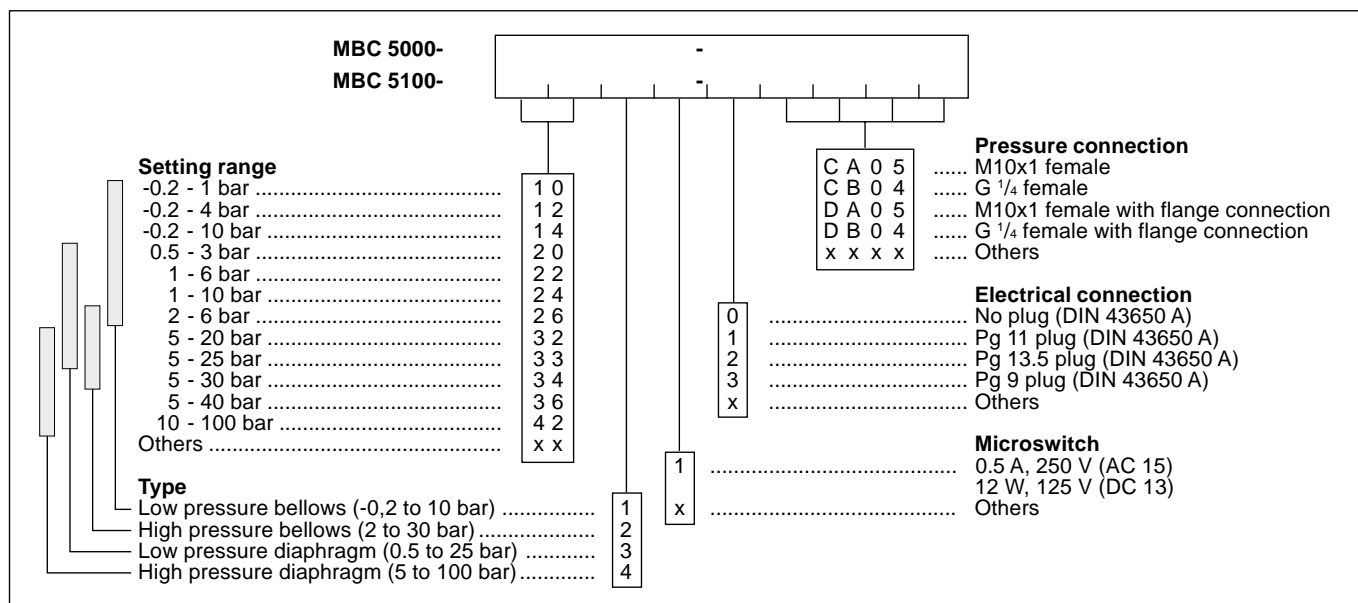 MBC 5000- -
MBC 5100- -
Setting range
-0.2 - 1 bar .......... 1 0
-0.2 - 4 bar .......... 1 2
-0.2 - 10 bar .......... 1 4
0.5 - 3 bar .......... 2 0
1 - 6 bar .......... 2 2
1 - 10 bar .......... 2 4
2 - 6 bar .......... 2 6
5 - 20 bar .......... 3 2
5 - 25 bar .......... 3 3
5 - 30 bar .......... 3 4
5 - 40 bar .......... 3 6
10 - 100 bar .......... 4 2
Others .......... x x
Type
Low pressure bellows (-0,2 to 10 bar) .......... 1
High pressure bellows (2 to 30 bar) .......... 2
Low pressure diaphragm (0.5 to 25 bar) .......... 3
High pressure diaphragm (5 to 100 bar) .......... 4
Pressure connection
C A 0 5 ...... M10x1 female
C B 0 4 ...... G 1/4 female
D A 0 5 ...... M10x1 female with flange connection
D B 0 4 ...... G 1/4 female with flange connection
x x x x ...... Others
Electrical connection
0 .......... No plug (DIN 43650 A)
1 .......... Pg 11 plug (DIN 43650 A)
2 .......... Pg 13.5 plug (DIN 43650 A)
3 .......... Pg 9 plug (DIN 43650 A)
x .......... Others
Microswitch
1 .......... 0.5 A, 250 V (AC 15)
12 W, 125 V (DC 13)
x .......... Others